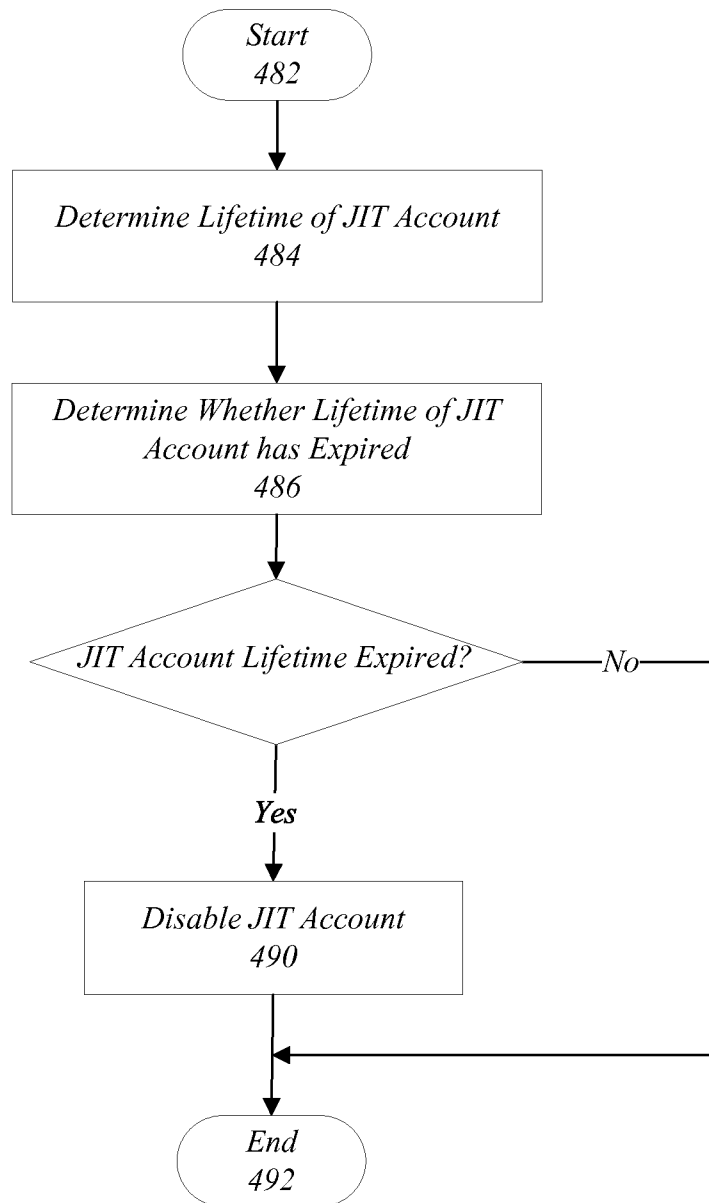 Start
482
Determine Lifetime of JIT Account
484
Determine Whether Lifetime of JIT
Account has Expired
486
JIT Account Lifetime Expired?
No
Yes
Disable JIT Account
490
End
492